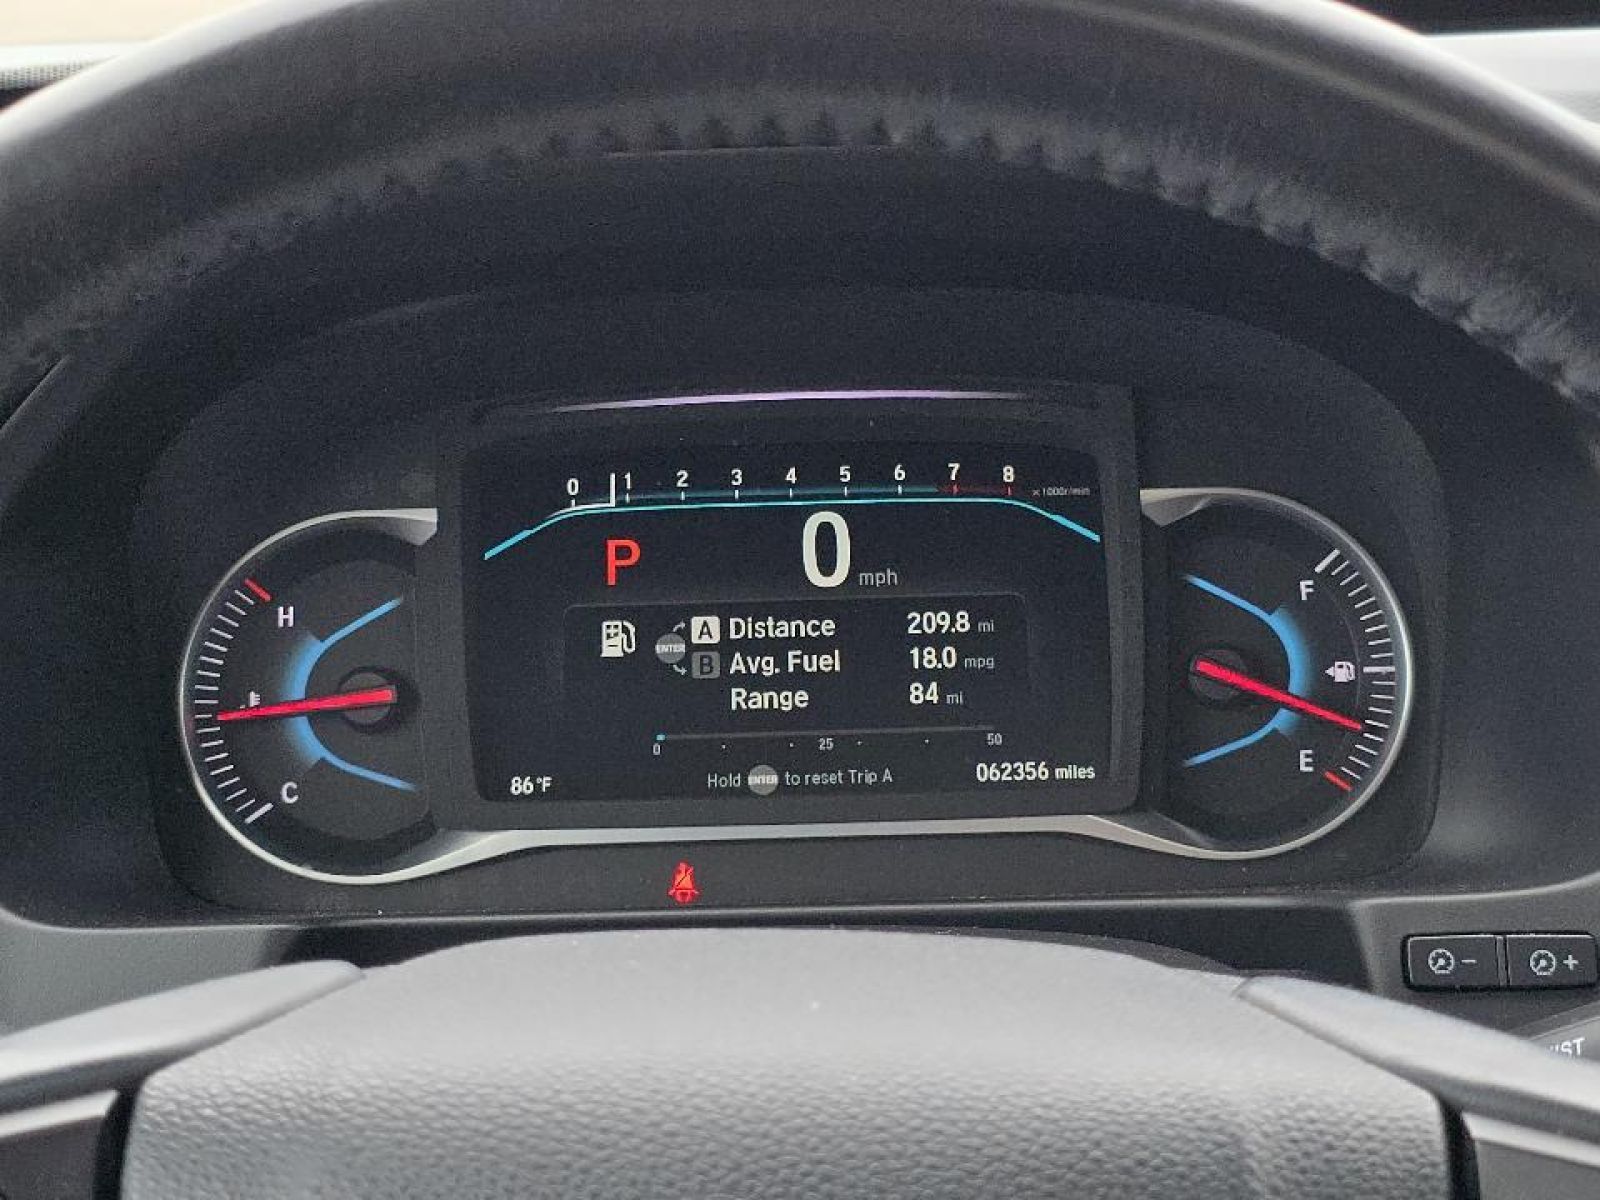 0 1 2 3 4 5 6 7 8 ×1000r/min
P 0 mph
H
F
ENTER A Distance 209.8 mi
B Avg. Fuel 18.0 mpg
Range 84 mi
0 25 50
C
E
86°F
Hold ENTER to reset Trip A
062356 miles
− +